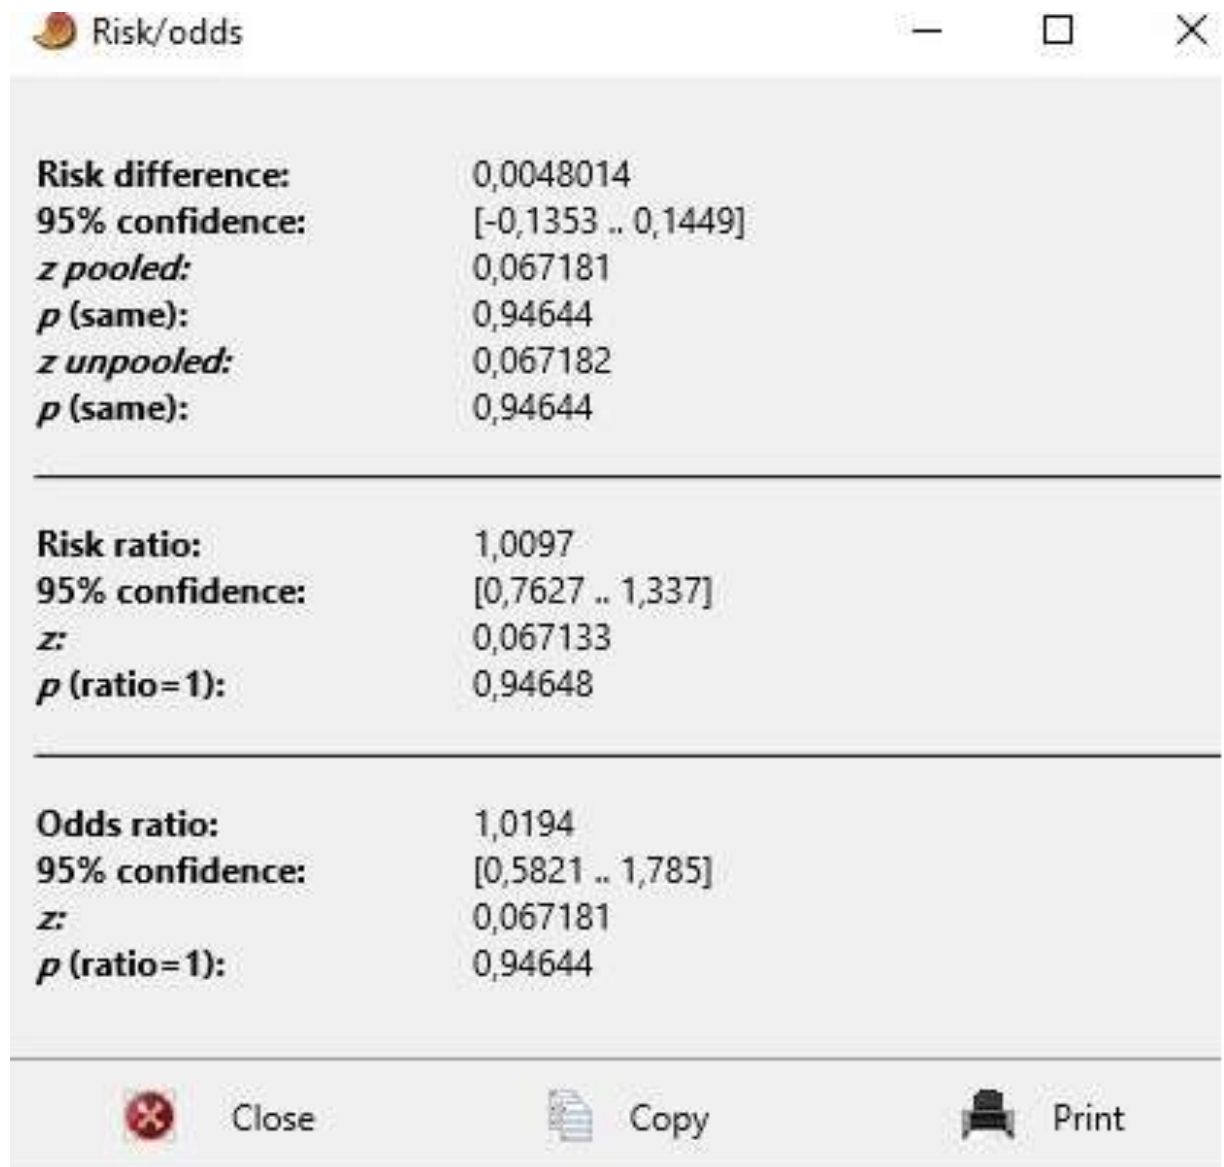 Risk/odds
Risk difference: 0,0048014
95% confidence: [-0,1353 .. 0,1449]
z pooled: 0,067181
p (same): 0,94644
z unpooled: 0,067182
p (same): 0,94644
Risk ratio: 1,0097
95% confidence: [0,7627 .. 1,337]
z: 0,067133
p (ratio=1): 0,94648
Odds ratio: 1,0194
95% confidence: [0,5821 .. 1,785]
z: 0,067181
p (ratio=1): 0,94644
Close Copy Print